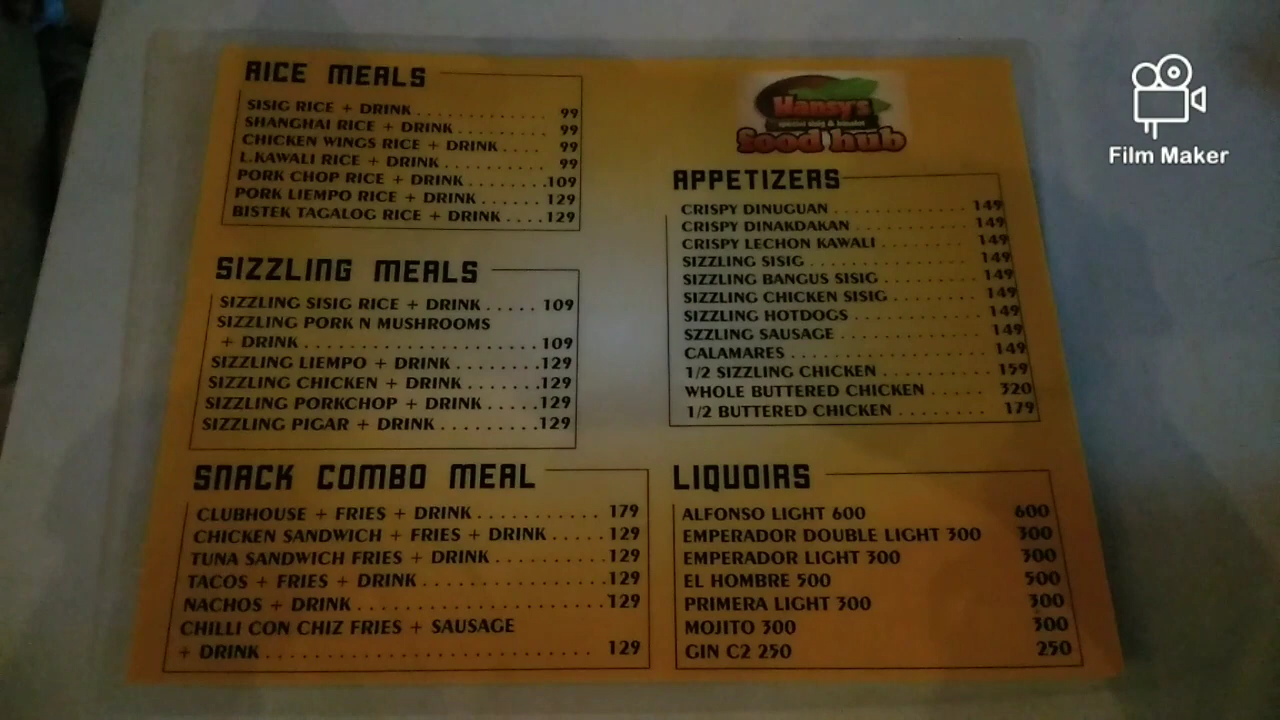 RICE MEALS
SISIG RICE + DRINK . . . . . . . . . . . . . . 99
SHANGHAI RICE + DRINK . . . . . . . . . 99
CHICKEN WINGS RICE + DRINK . . . . 99
L.KAWALI RICE + DRINK . . . . . . . . . . . 99
PORK CHOP RICE + DRINK . . . . . . . .109
PORK LIEMPO RICE + DRINK . . . . . . 129
BISTEK TAGALOG RICE + DRINK . . . .129
SIZZLING MEALS
SIZZLING SISIG RICE + DRINK . . . . . 109
SIZZLING PORK N MUSHROOMS
+ DRINK . . . . . . . . . . . . . . . . . . . . . . .109
SIZZLING LIEMPO + DRINK . . . . . . . .129
SIZZLING CHICKEN + DRINK . . . . . . .129
SIZZLING PORKCHOP + DRINK . . . . .129
SIZZLING PIGAR + DRINK . . . . . . . . .129
SNACK COMBO MEAL
CLUBHOUSE + FRIES + DRINK . . . . . . . . . . . 179
CHICKEN SANDWICH + FRIES + DRINK . . . . . 129
TUNA SANDWICH FRIES + DRINK . . . . . . . . . .129
TACOS + FRIES + DRINK . . . . . . . . . . . . . . . . .129
NACHOS + DRINK . . . . . . . . . . . . . . . . . . . . . .129
CHILLI CON CHIZ FRIES + SAUSAGE
+ DRINK . . . . . . . . . . . . . . . . . . . . . . . . . . . 129
Hansy's
food hub
APPETIZERS
CRISPY DINUGUAN . . . . . . . . . . . . . 149
CRISPY DINAKDAKAN . . . . . . . . . . . 149
CRISPY LECHON KAWALI . . . . . . . . 149
SIZZLING SISIG . . . . . . . . . . . . . . . . 149
SIZZLING BANGUS SISIG . . . . . . . . 149
SIZZLING CHICKEN SISIG . . . . . . . . 149
SIZZLING HOTDOGS . . . . . . . . . . . . 149
SZZLING SAUSAGE . . . . . . . . . . . . . 149
CALAMARES . . . . . . . . . . . . . . . . . . 149
1/2 SIZZLING CHICKEN . . . . . . . . . . 159
WHOLE BUTTERED CHICKEN . . . . . 320
1/2 BUTTERED CHICKEN . . . . . . . . 179
LIQUOIRS
ALFONSO LIGHT 600 600
EMPERADOR DOUBLE LIGHT 300 300
EMPERADOR LIGHT 300 300
EL HOMBRE 500 500
PRIMERA LIGHT 300 300
MOJITO 300 300
GIN C2 250 250
Film Maker